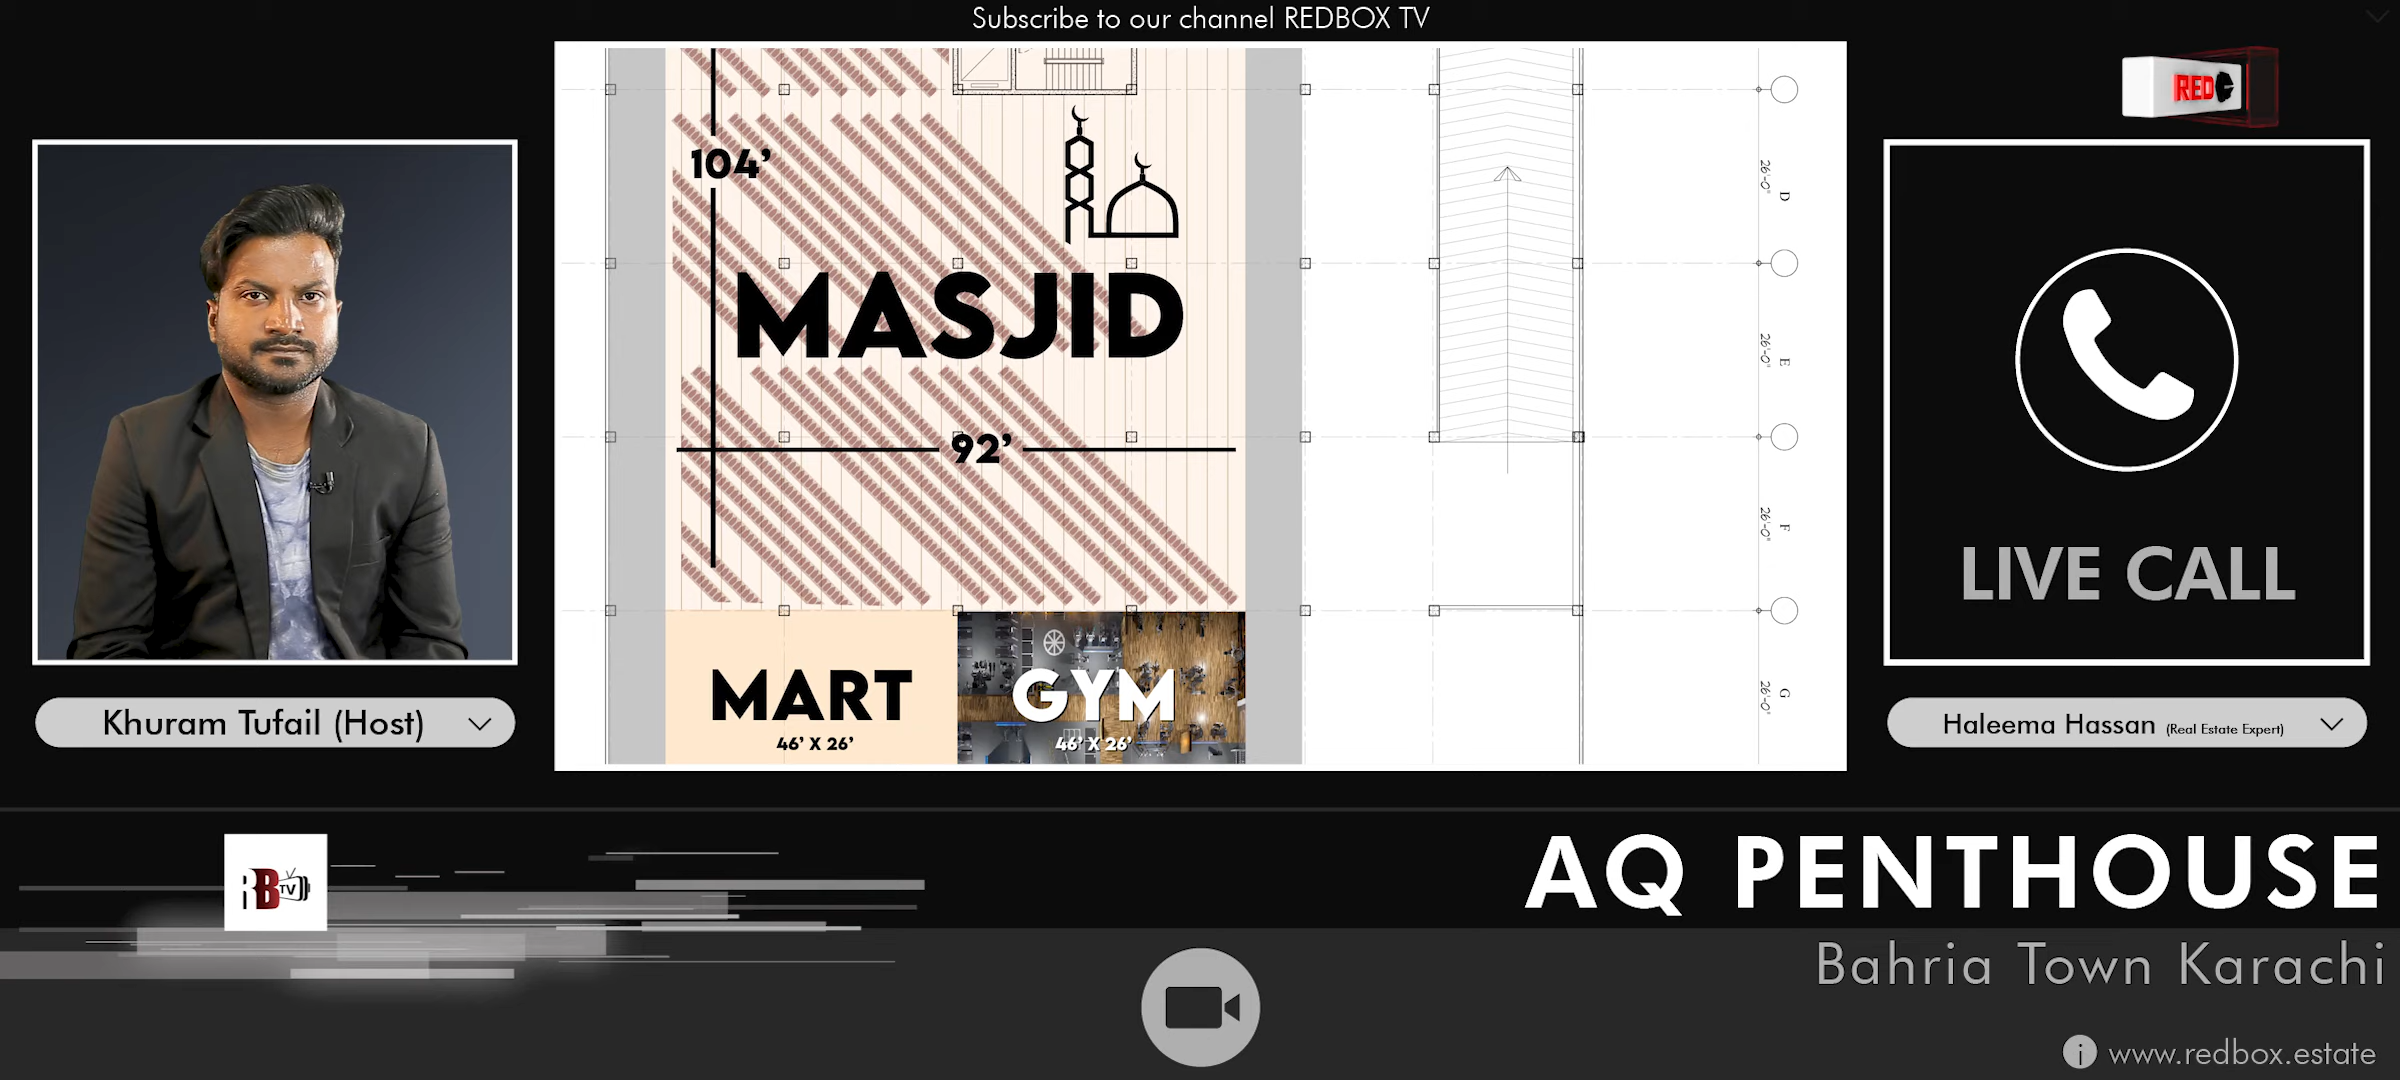 Subscribe to our channel REDBOX TV
RED
104’
MASJID
92’
MART
46’ X 26’
GYM
46’ X 26’
26'-0"
D
26'-0"
E
26'-0"
F
26'-0"
G
LIVE CALL
Khuram Tufail (Host)
Haleema Hassan (Real Estate Expert)
RB TV
AQ PENTHOUSE
Bahria Town Karachi
www.redbox.estate